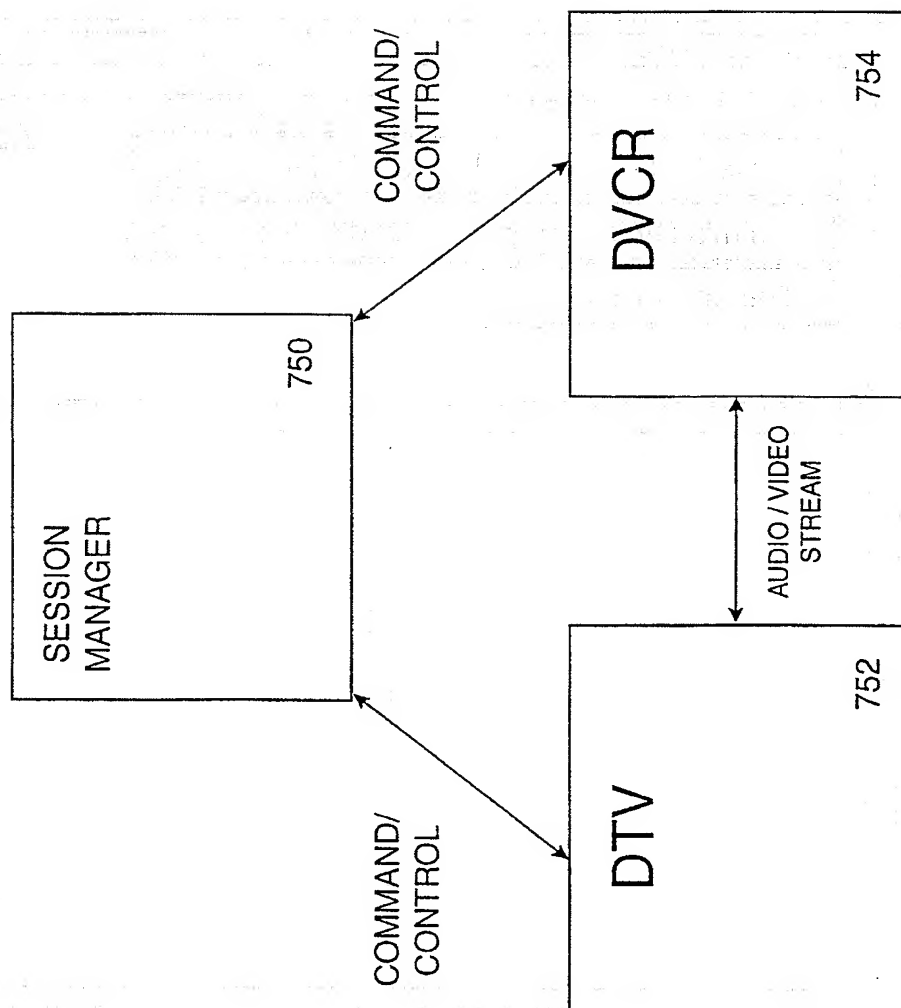 SESSION
MANAGER
750
COMMAND/
CONTROL
COMMAND/
CONTROL
DTV
752
AUDIO / VIDEO
STREAM
DVCR
754